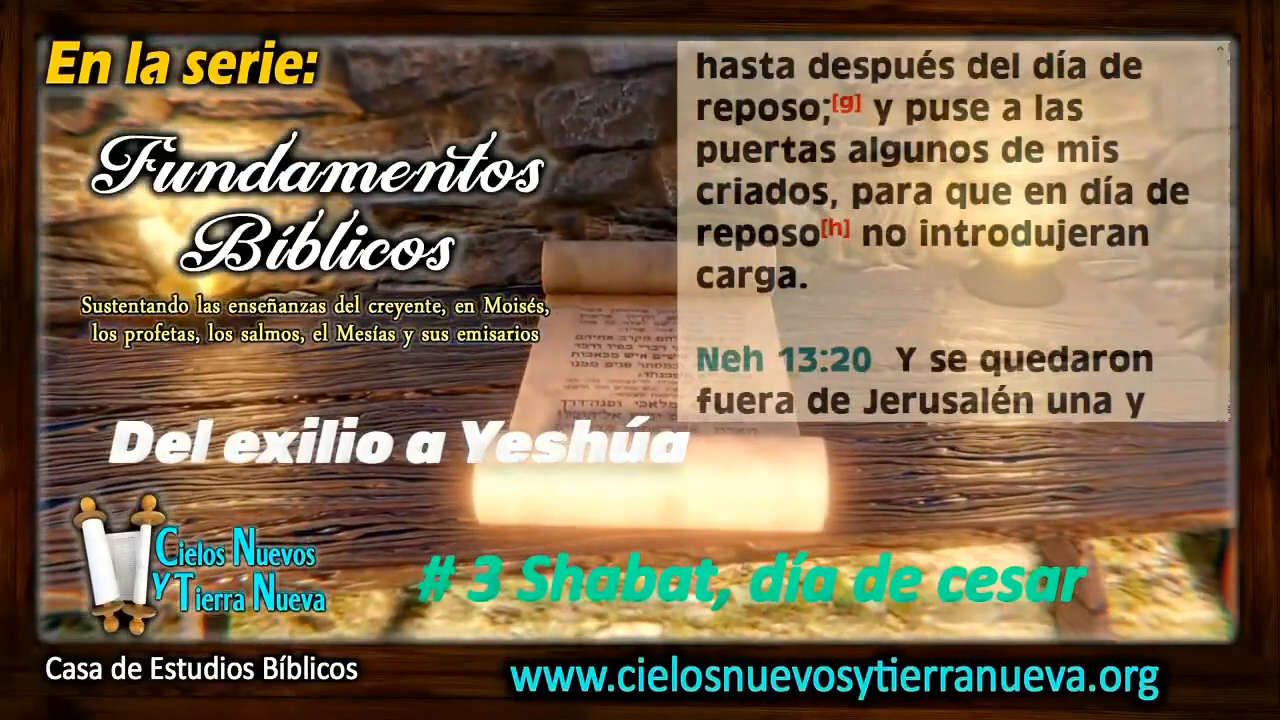 En la serie:
Fundamentos
Bíblicos
Sustentando las enseñanzas del creyente, en Moisés,
los profetas, los salmos, el Mesías y sus emisarios
hasta después del día de
reposo;[g] y puse a las
puertas algunos de mis
criados, para que en día de
reposo[h] no introdujeran
carga.
Neh 13:20 Y se quedaron
fuera de Jerusalén una y
Del exilio a Yeshúa
Cielos Nuevos
Y Tierra Nueva
# 3 Shabat, día de cesar
Casa de Estudios Bíblicos
www.cielosnuevosytierranueva.org